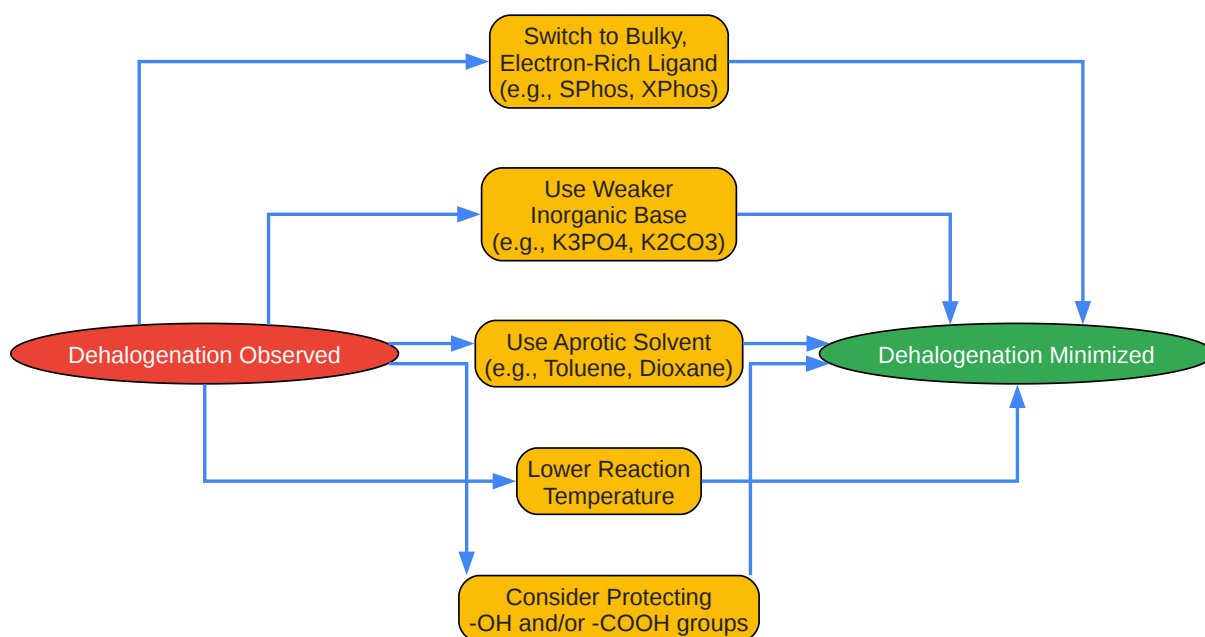 Switch to Bulky,
Electron-Rich Ligand
(e.g., SPhos, XPhos)
Use Weaker
Inorganic Base
(e.g., K3PO4, K2CO3)
Dehalogenation Observed
Use Aprotic Solvent
(e.g., Toluene, Dioxane)
Dehalogenation Minimized
Lower Reaction
Temperature
Consider Protecting
-OH and/or -COOH groups